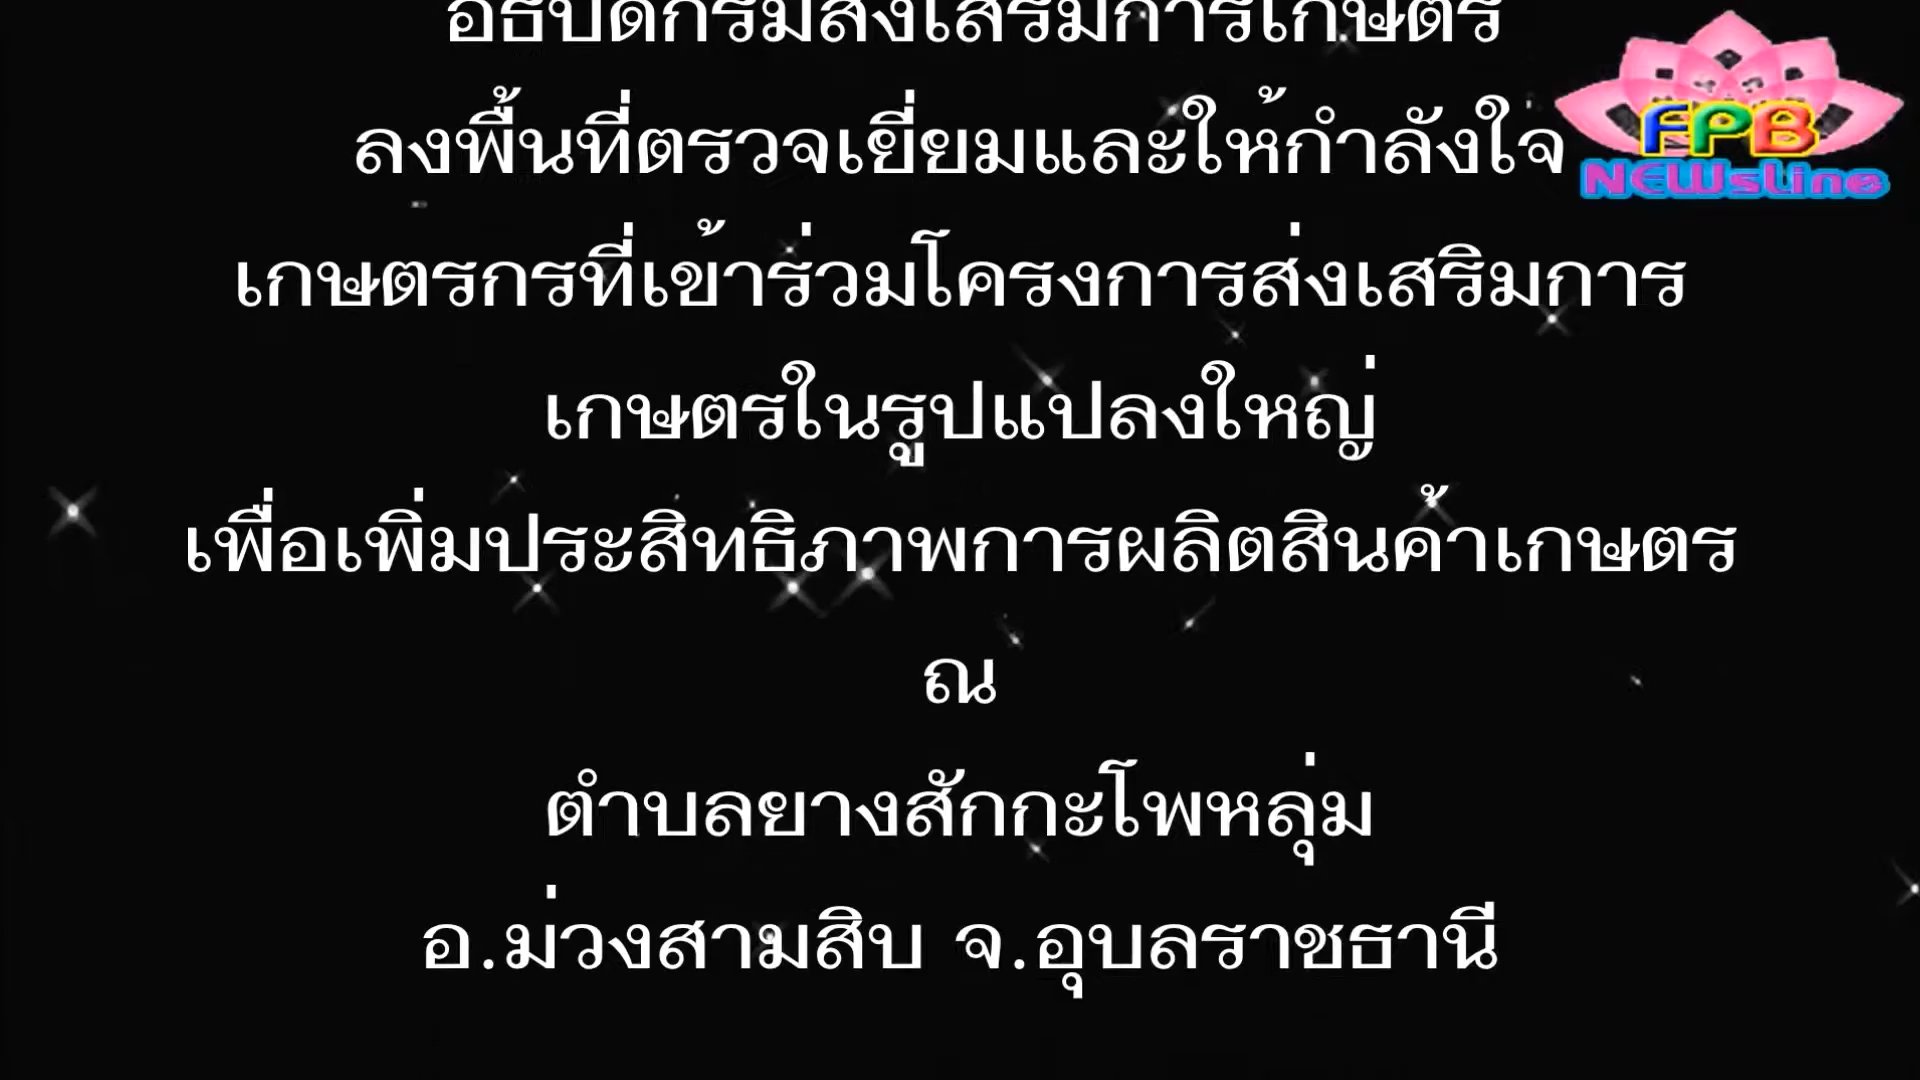 อธิบดีกรมส่งเสริมการเกษตร
ลงพื้นที่ตรวจเยี่ยมและให้กำลังใจ
เกษตรกรที่เข้าร่วมโครงการส่งเสริมการ
เกษตรในรูปแปลงใหญ่
เพื่อเพิ่มประสิทธิภาพการผลิตสินค้าเกษตร
ณ
ตำบลยางสักกะโพหลุ่ม
อ.ม่วงสามสิบ จ.อุบลราชธานี
FPB
NEWsLine